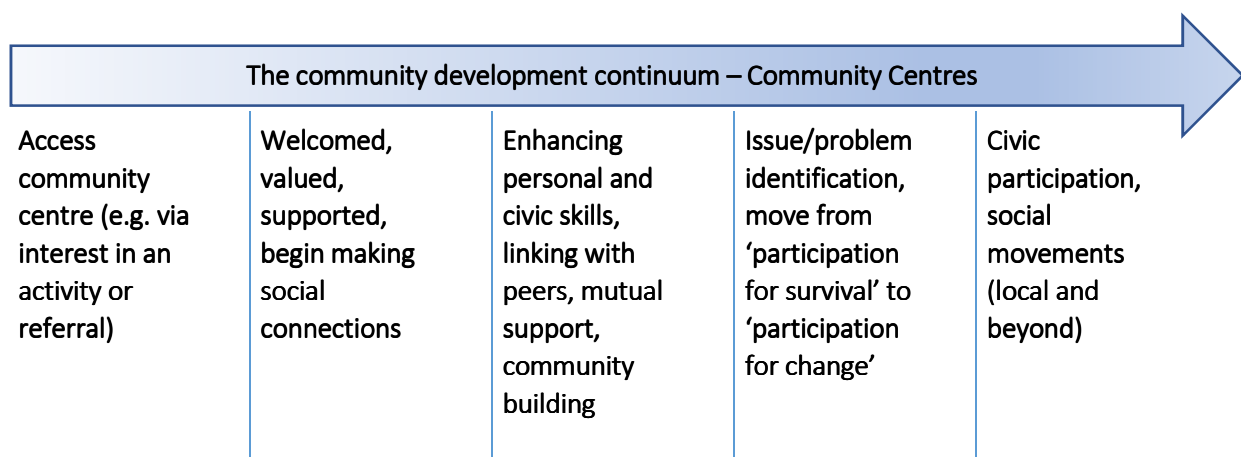 The community development continuum – Community Centres
Access
community
centre (e.g. via
interest in an
activity or
referral)
Welcomed,
valued,
supported,
begin making
social
connections
Enhancing
personal and
civic skills,
linking with
peers, mutual
support,
community
building
Issue/problem
identification,
move from
‘participation
for survival’ to
‘participation
for change’
Civic
participation,
social
movements
(local and
beyond)